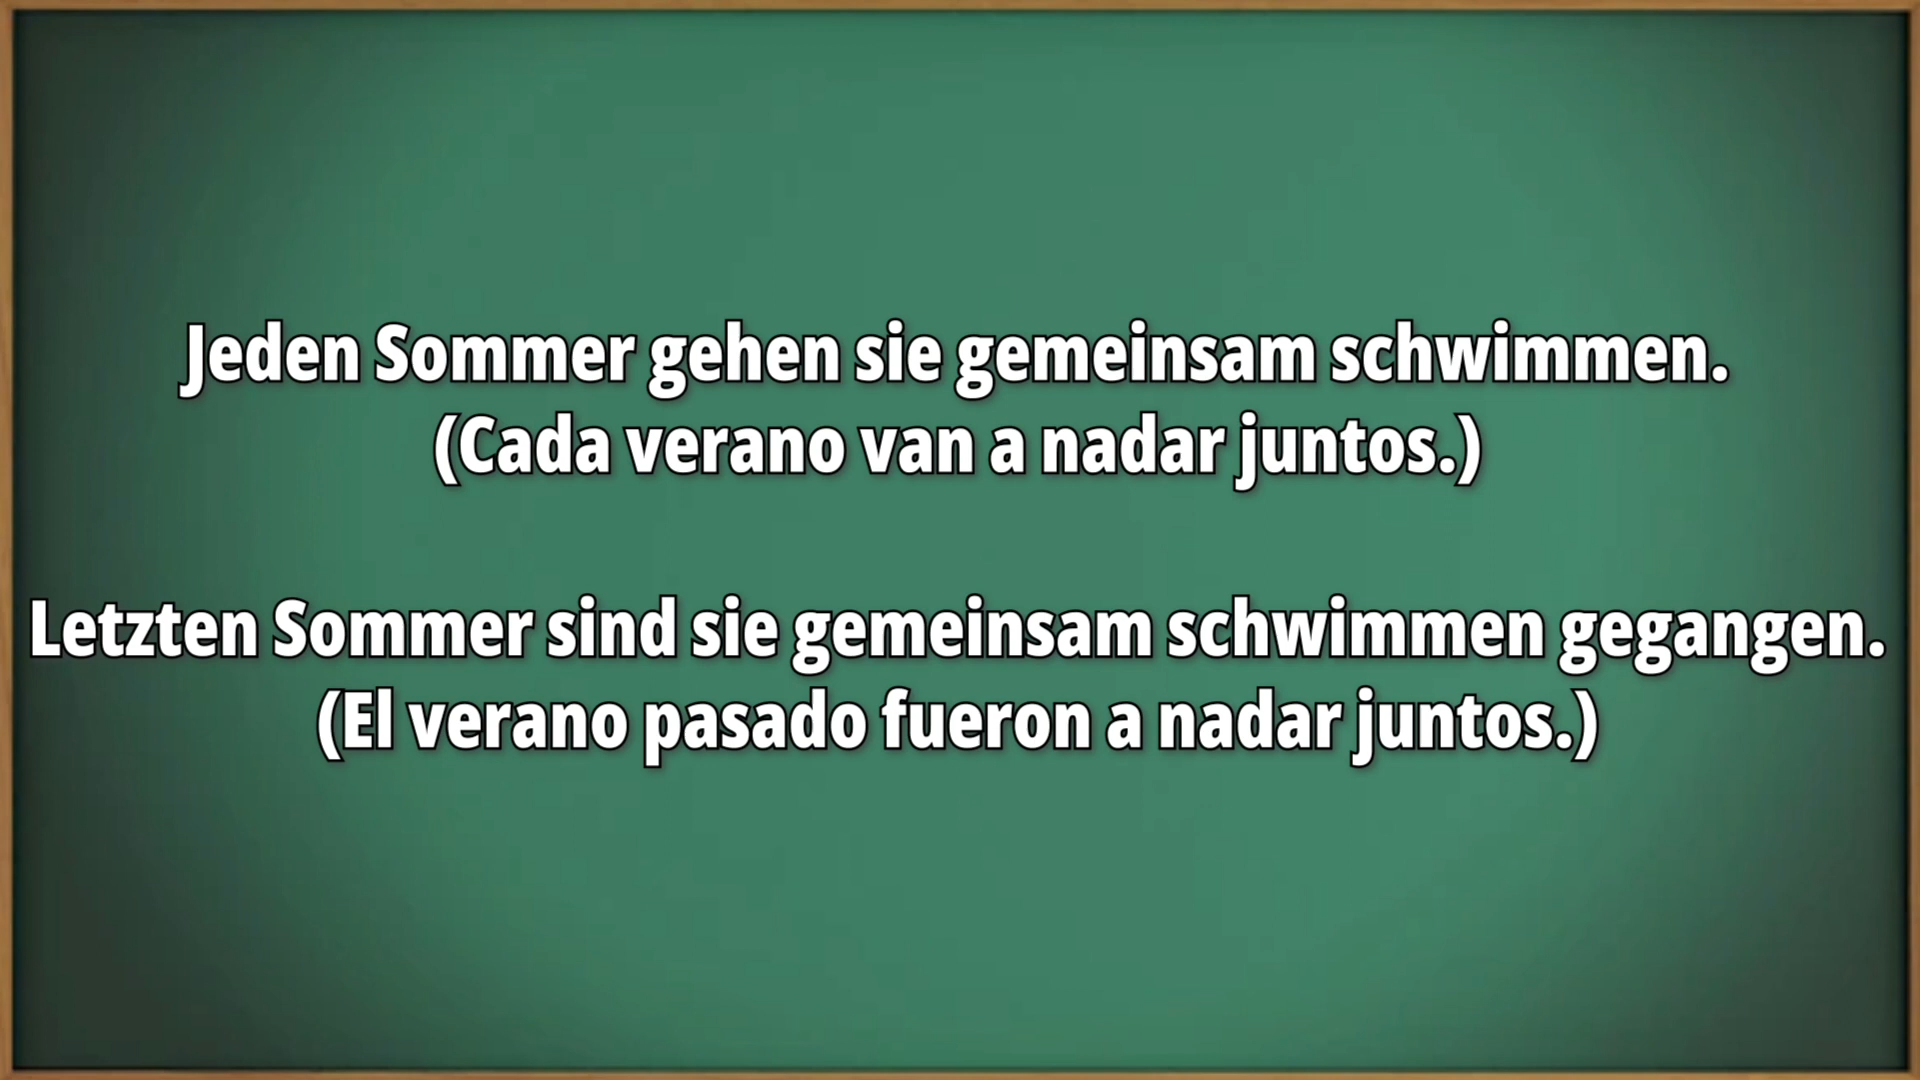 Jeden Sommer gehen sie gemeinsam schwimmen.
(Cada verano van a nadar juntos.)
Letzten Sommer sind sie gemeinsam schwimmen gegangen.
(El verano pasado fueron a nadar juntos.)